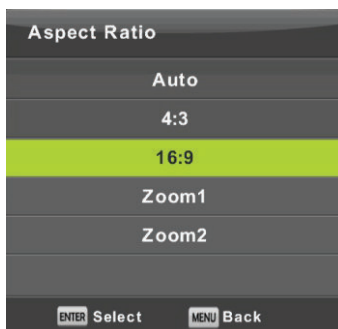 Aspect Ratio
Auto
4:3
16:9
Zoom1
Zoom2
ENTER Select MENU Back